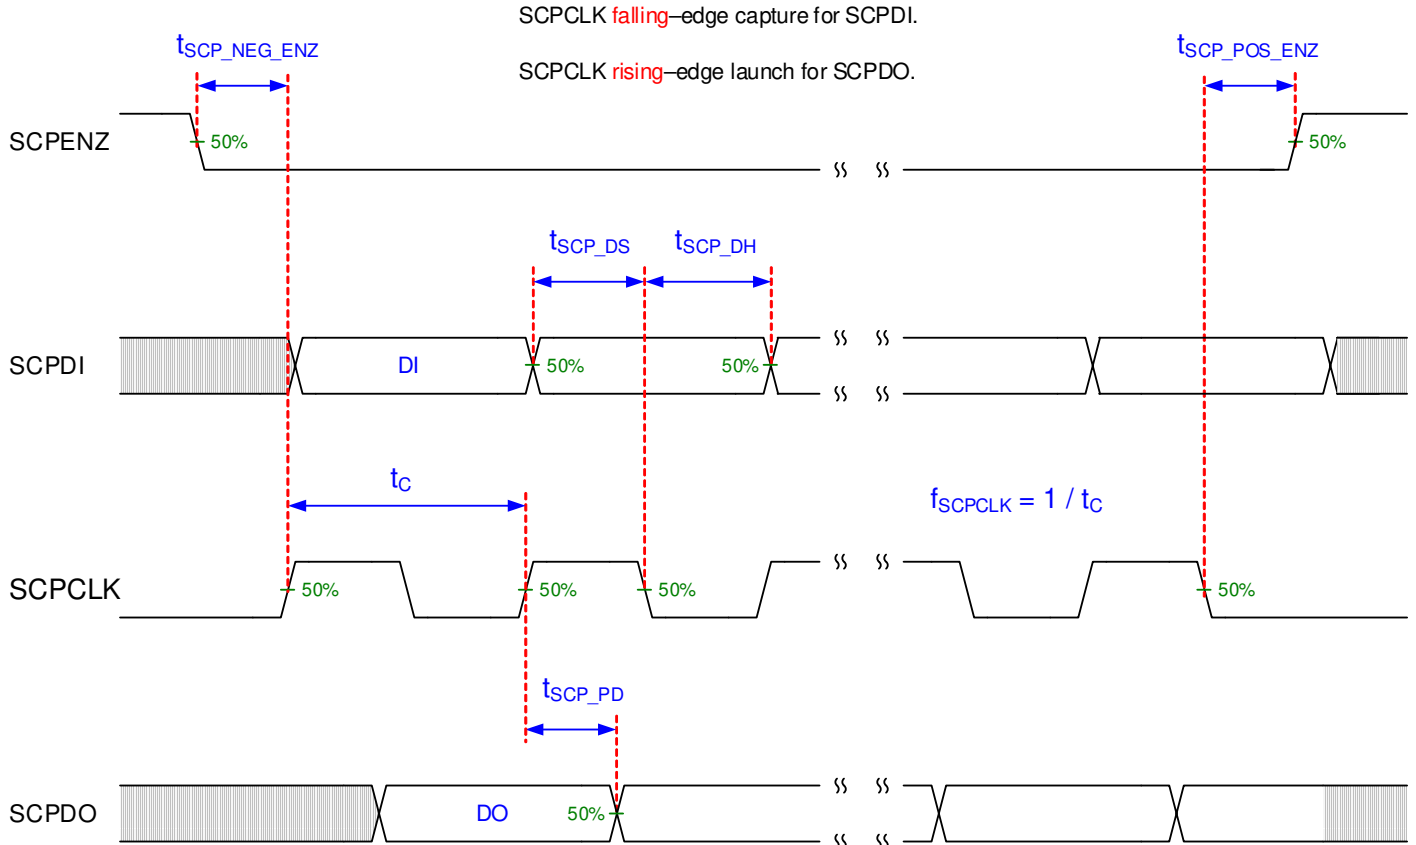 SCPCLK falling–edge capture for SCPDI.
tSCP_NEG_ENZ
tSCP_POS_ENZ
SCPCLK rising–edge launch for SCPDO.
SCPENZ
50%
50%
tSCP_DS
tSCP_DH
SCPDI
DI
50%
50%
tC
fSCPCLK = 1 / tC
SCPCLK
50%
50%
50%
50%
tSCP_PD
SCPDO
DO
50%